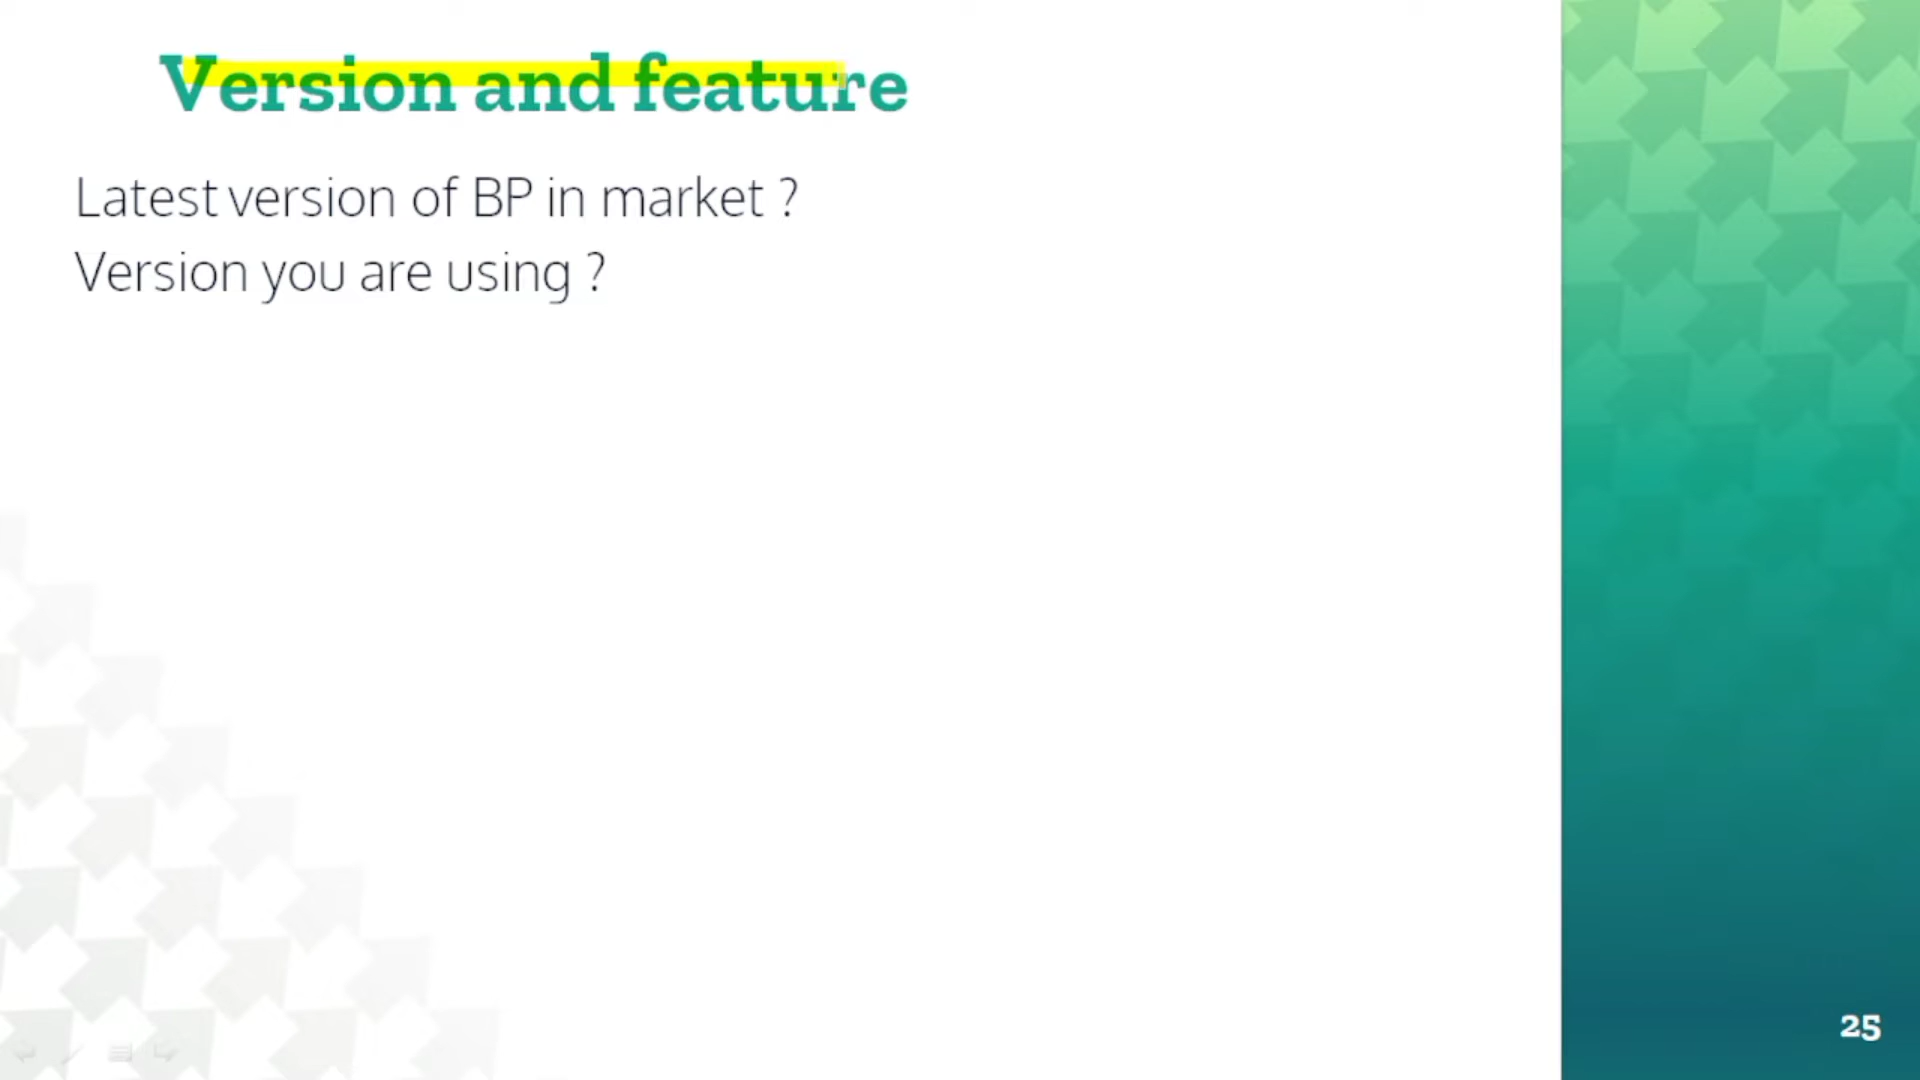 Version and feature
Latest version of BP in market ?
Version you are using ?
25